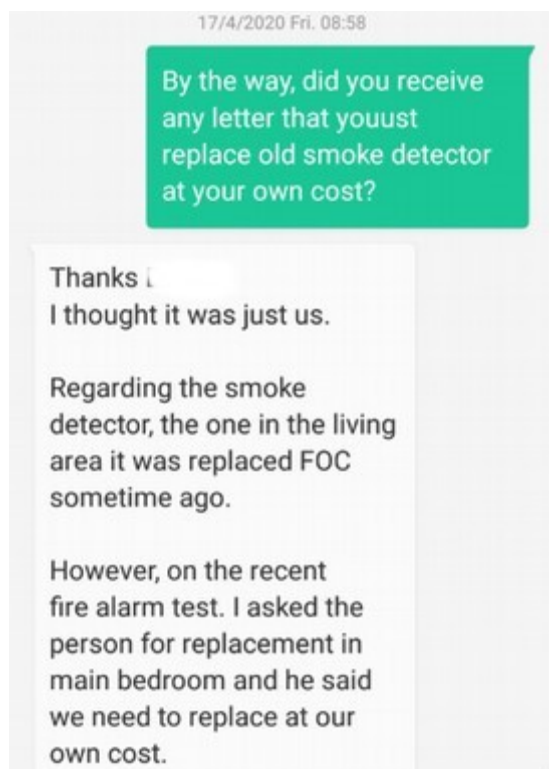 17/4/2020 Fri. 08:58
By the way, did you receive
any letter that youust
replace old smoke detector
at your own cost?
Thanks
I thought it was just us.
Regarding the smoke
detector, the one in the living
area it was replaced FOC
sometime ago.
However, on the recent
fire alarm test. I asked the
person for replacement in
main bedroom and he said
we need to replace at our
own cost.